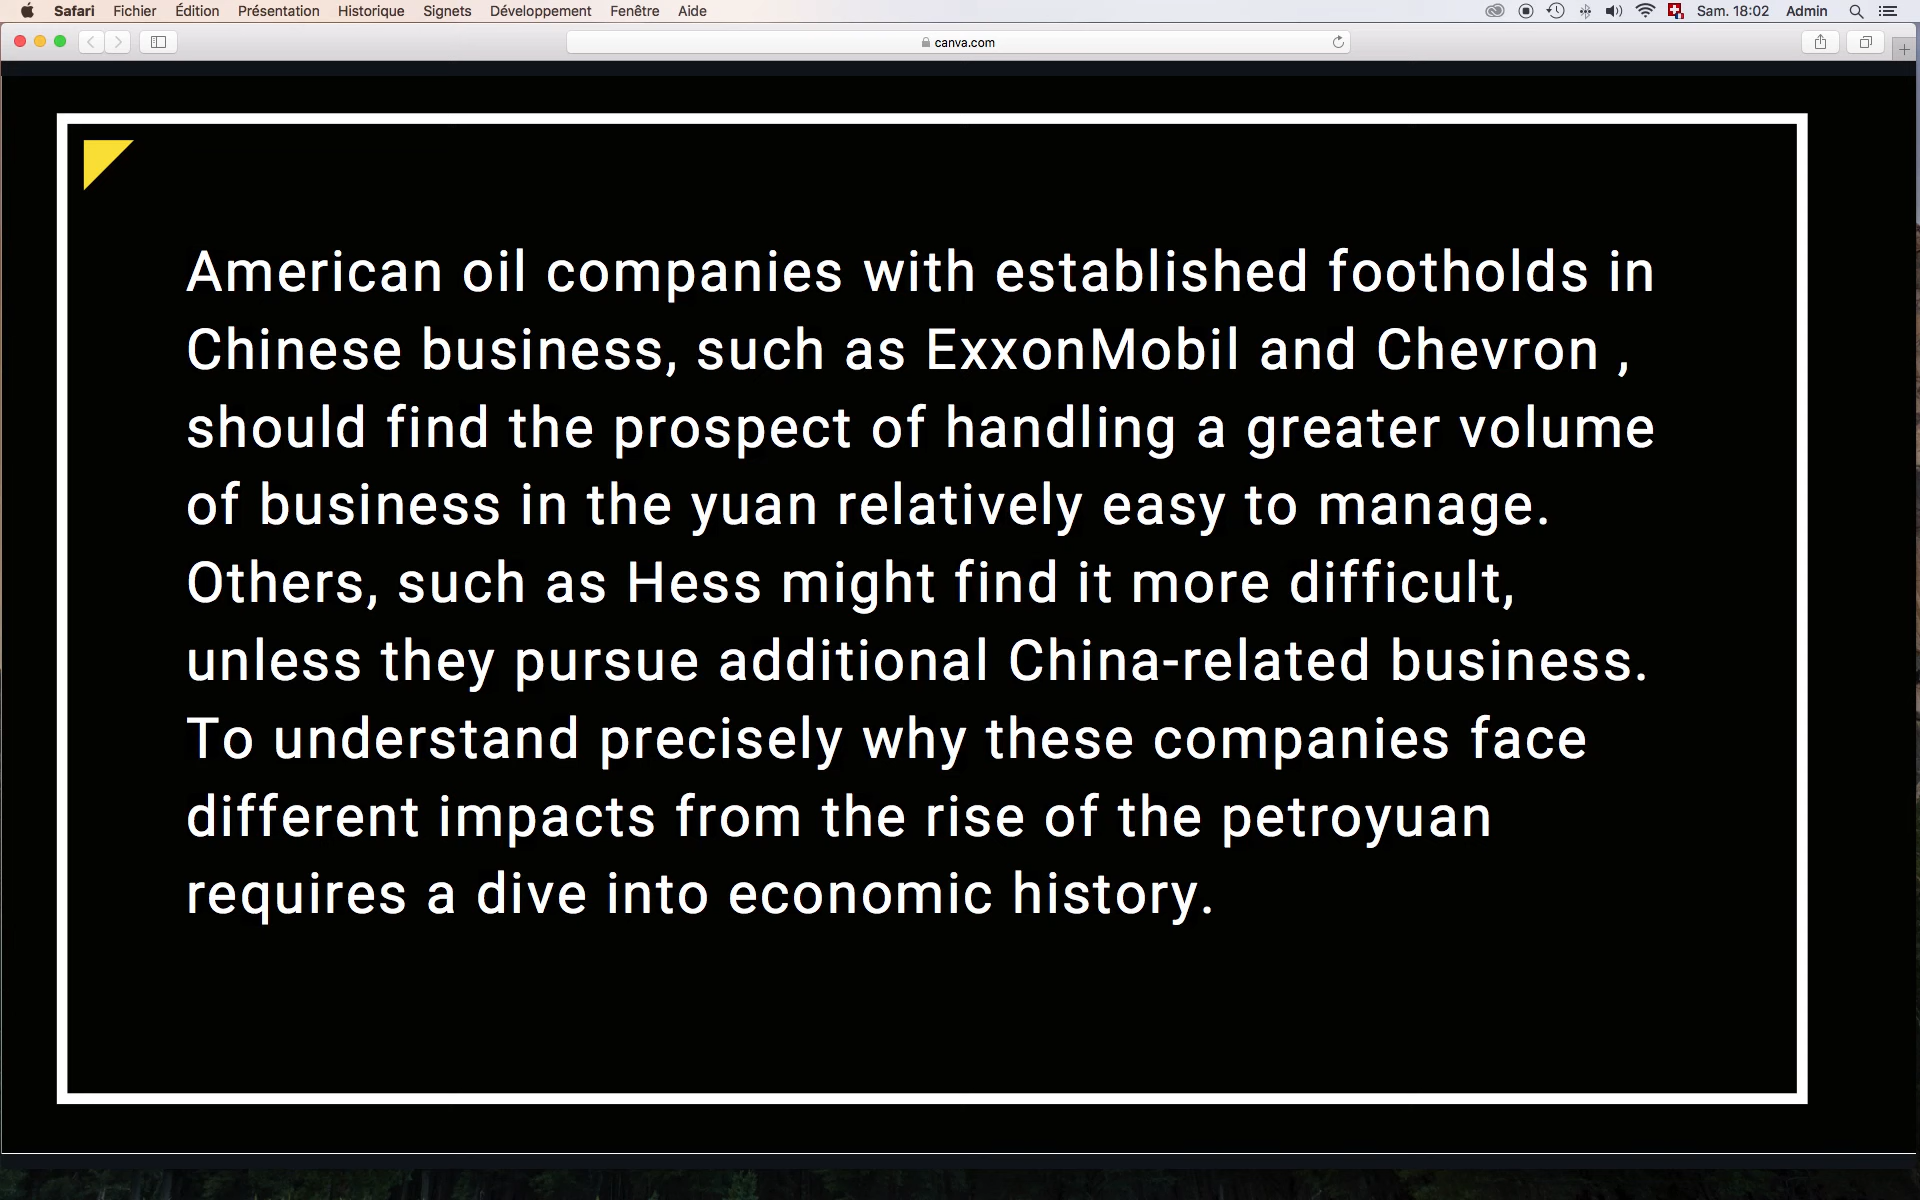 Safari Fichier Édition Présentation Historique Signets Développement Fenêtre Aide Sam. 18:02 Admin
canva.com
American oil companies with established footholds in
Chinese business, such as ExxonMobil and Chevron ,
should find the prospect of handling a greater volume
of business in the yuan relatively easy to manage.
Others, such as Hess might find it more difficult,
unless they pursue additional China-related business.
To understand precisely why these companies face
different impacts from the rise of the petroyuan
requires a dive into economic history.